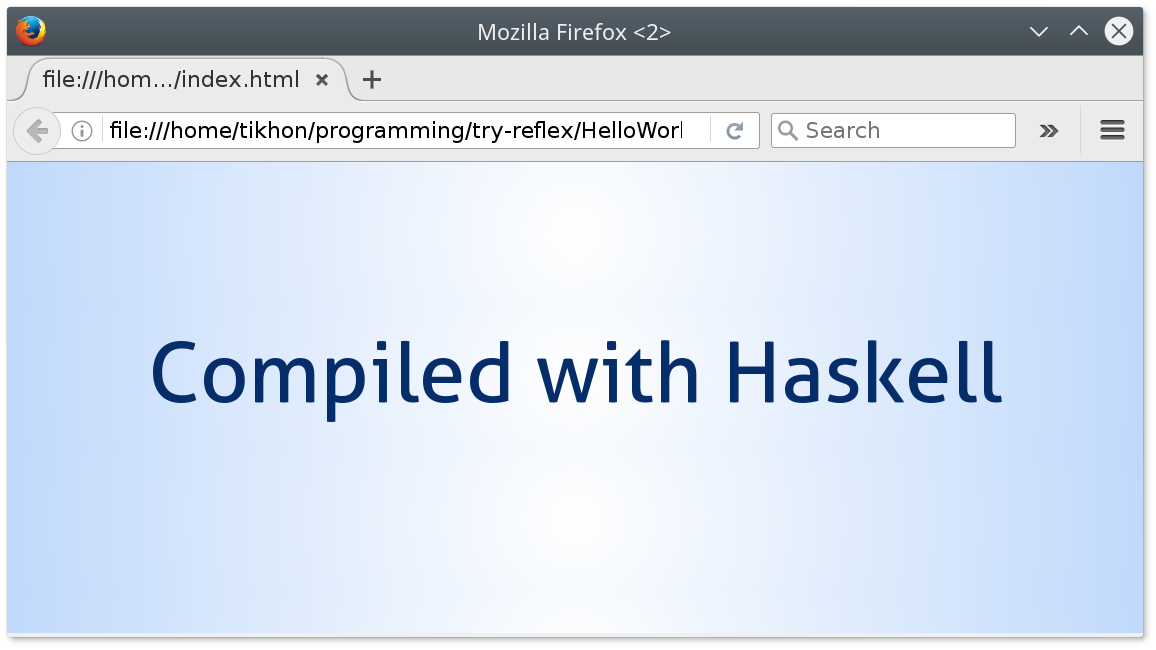 Mozilla Firefox <2>
file:///hom…/index.html
file:///home/tikhon/programming/try-reflex/HelloWorl
Search
Compiled with Haskell